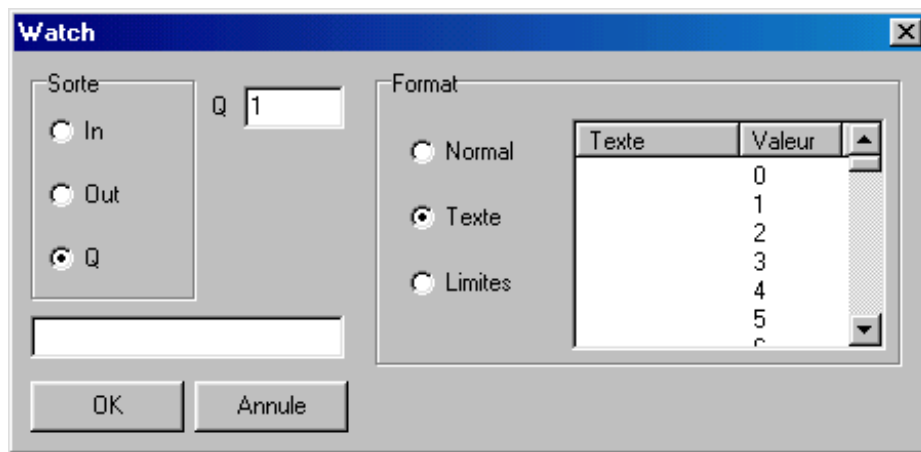 Watch
Sorte
In
Out
Q
Q 1
Format
Normal
Texte
Limites
Texte Valeur
0
1
2
3
4
5
OK Annule